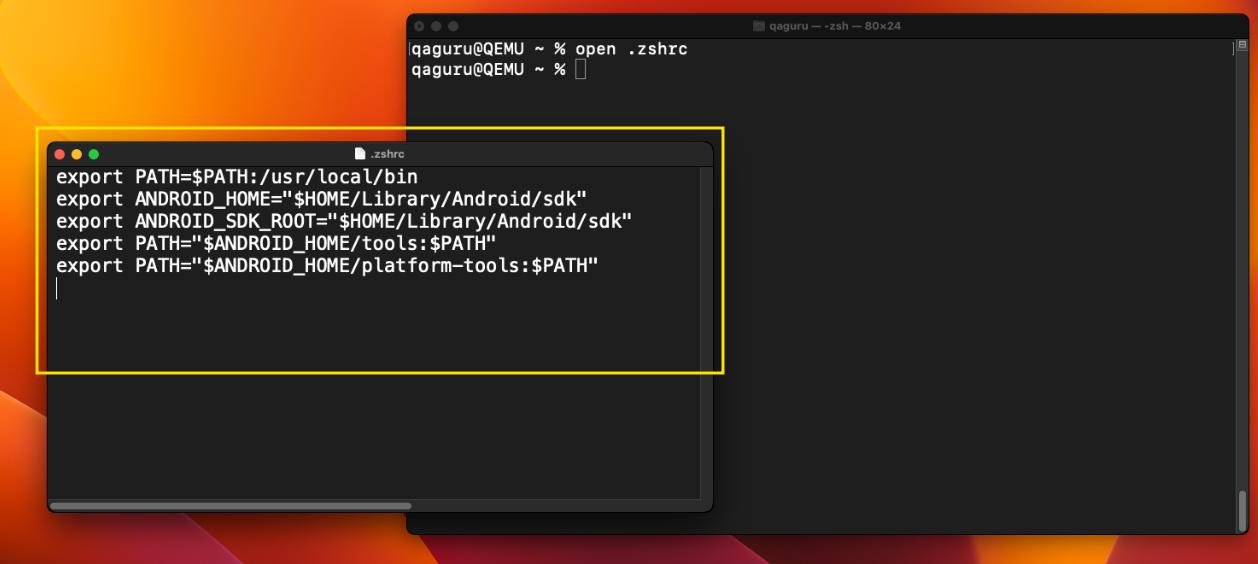 qaguru — -zsh — 80×24
qaguru@QEMU ~ % open .zshrc
qaguru@QEMU ~ %
.zshrc
export PATH=$PATH:/usr/local/bin
export ANDROID_HOME="$HOME/Library/Android/sdk"
export ANDROID_SDK_ROOT="$HOME/Library/Android/sdk"
export PATH="$ANDROID_HOME/tools:$PATH"
export PATH="$ANDROID_HOME/platform-tools:$PATH"